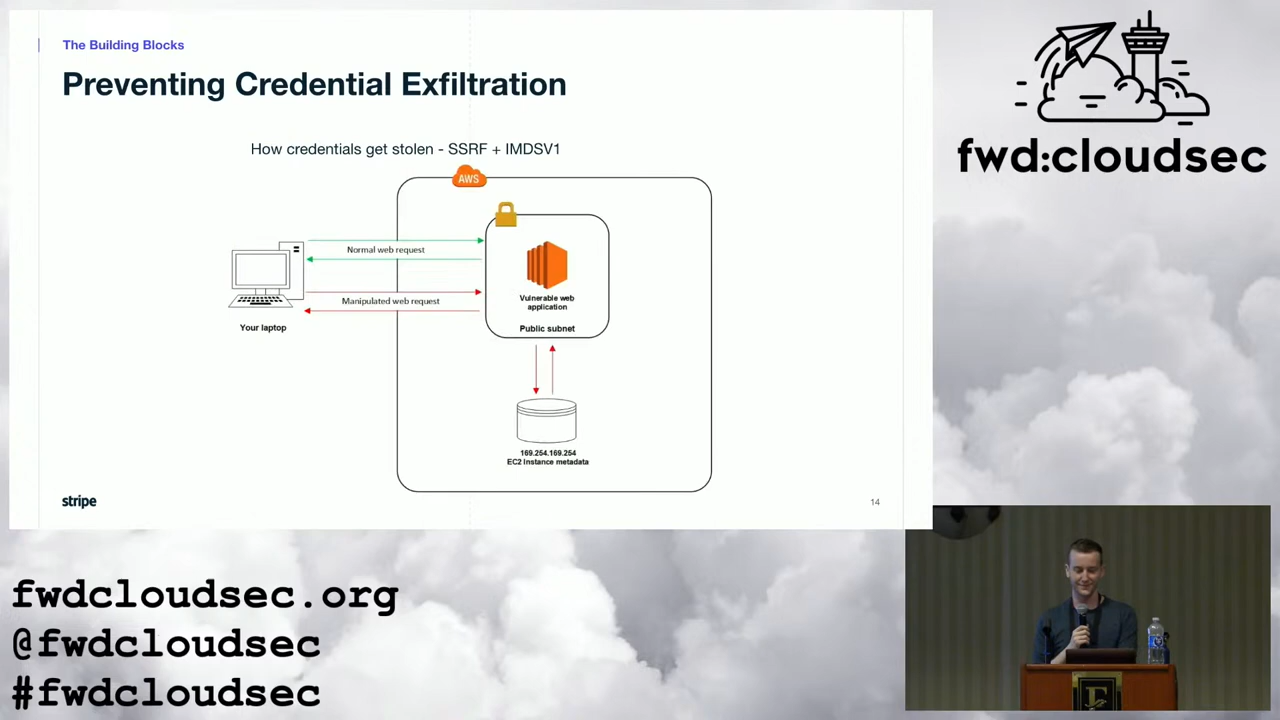 The Building Blocks
Preventing Credential Exfiltration
How credentials get stolen - SSRF + IMDSV1
AWS
Normal web request
Manipulated web request
Your laptop
Vulnerable web
application
Public subnet
169.254.169.254
EC2 Instance metadata
stripe
14
fwd:cloudsec
fwdcloudsec.org
@fwdcloudsec
#fwdcloudsec
E